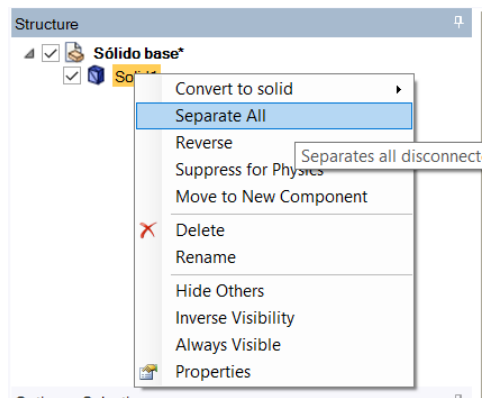 Structure
Sólido base*
Convert to solid
Separate All
Reverse
Separates all disconnect
Suppress for Physics
Move to New Component
Delete
Rename
Hide Others
Inverse Visibility
Always Visible
Properties